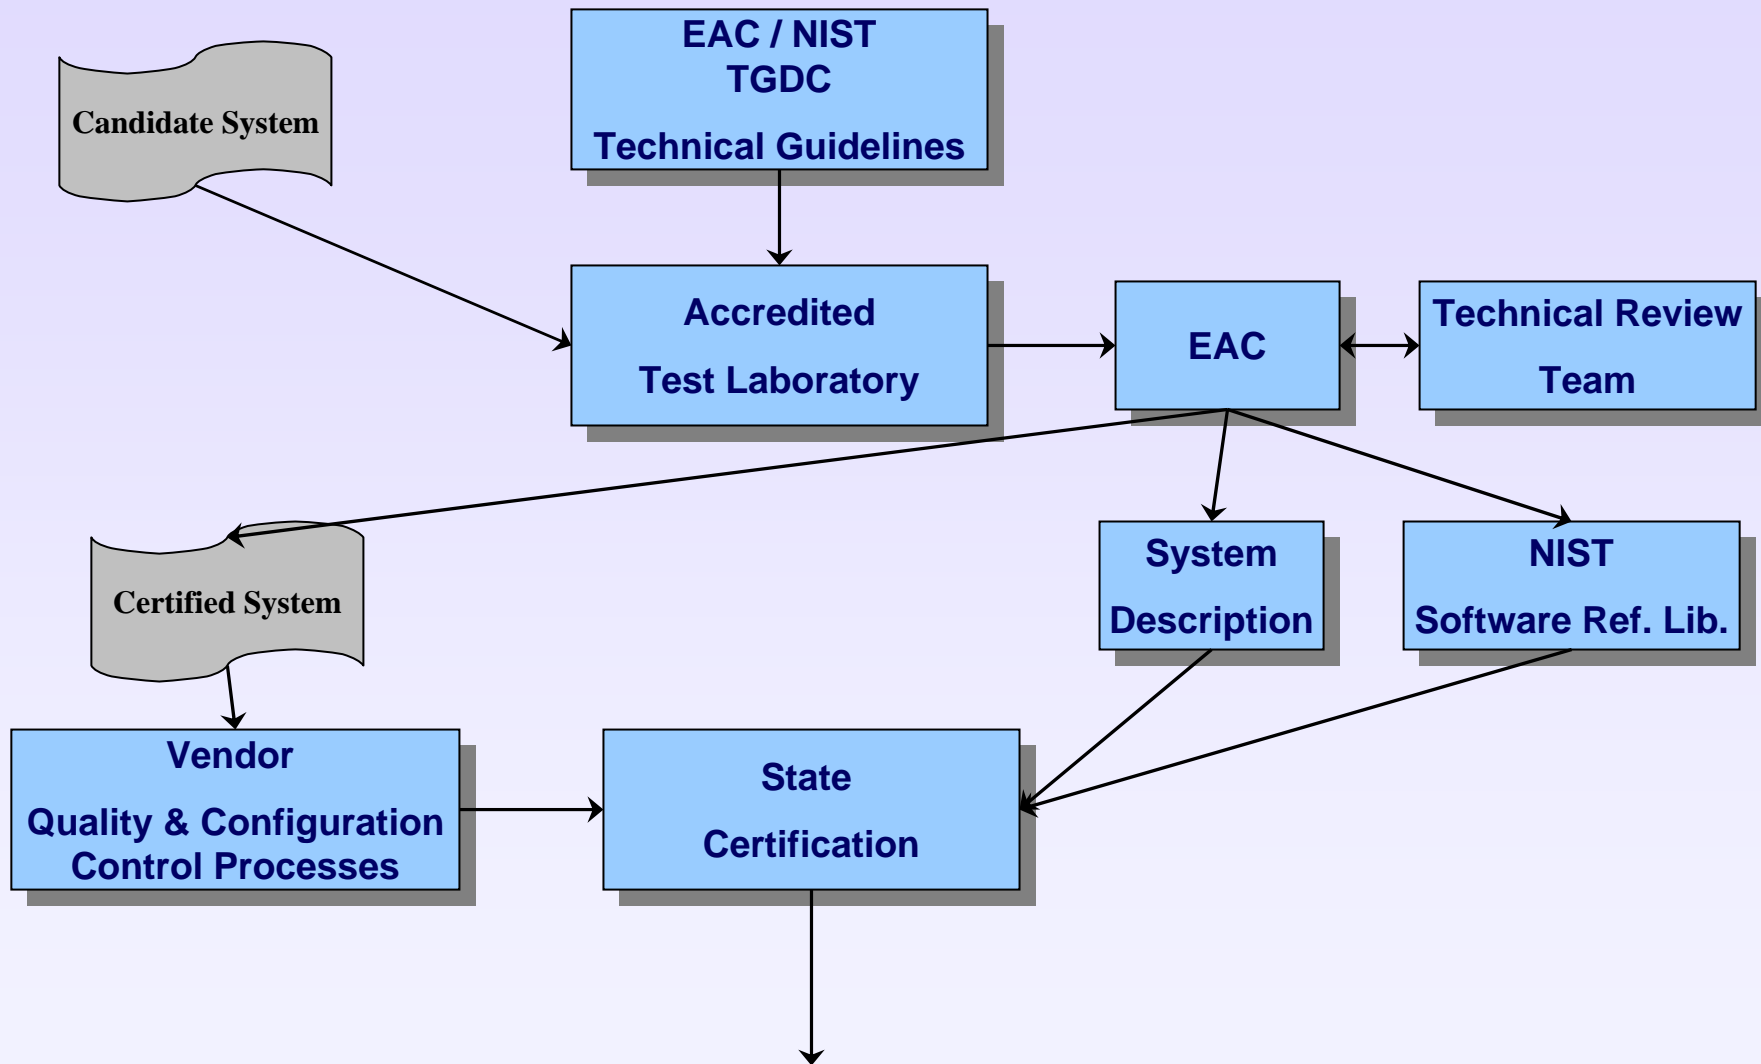 EAC / NIST
TGDC
Technical Guidelines
Candidate System
Accredited
Test Laboratory
EAC
Technical Review
Team
System
Description
NIST
Software Ref. Lib.
Certified System
Vendor
Quality & Configuration
Control Processes
State
Certification